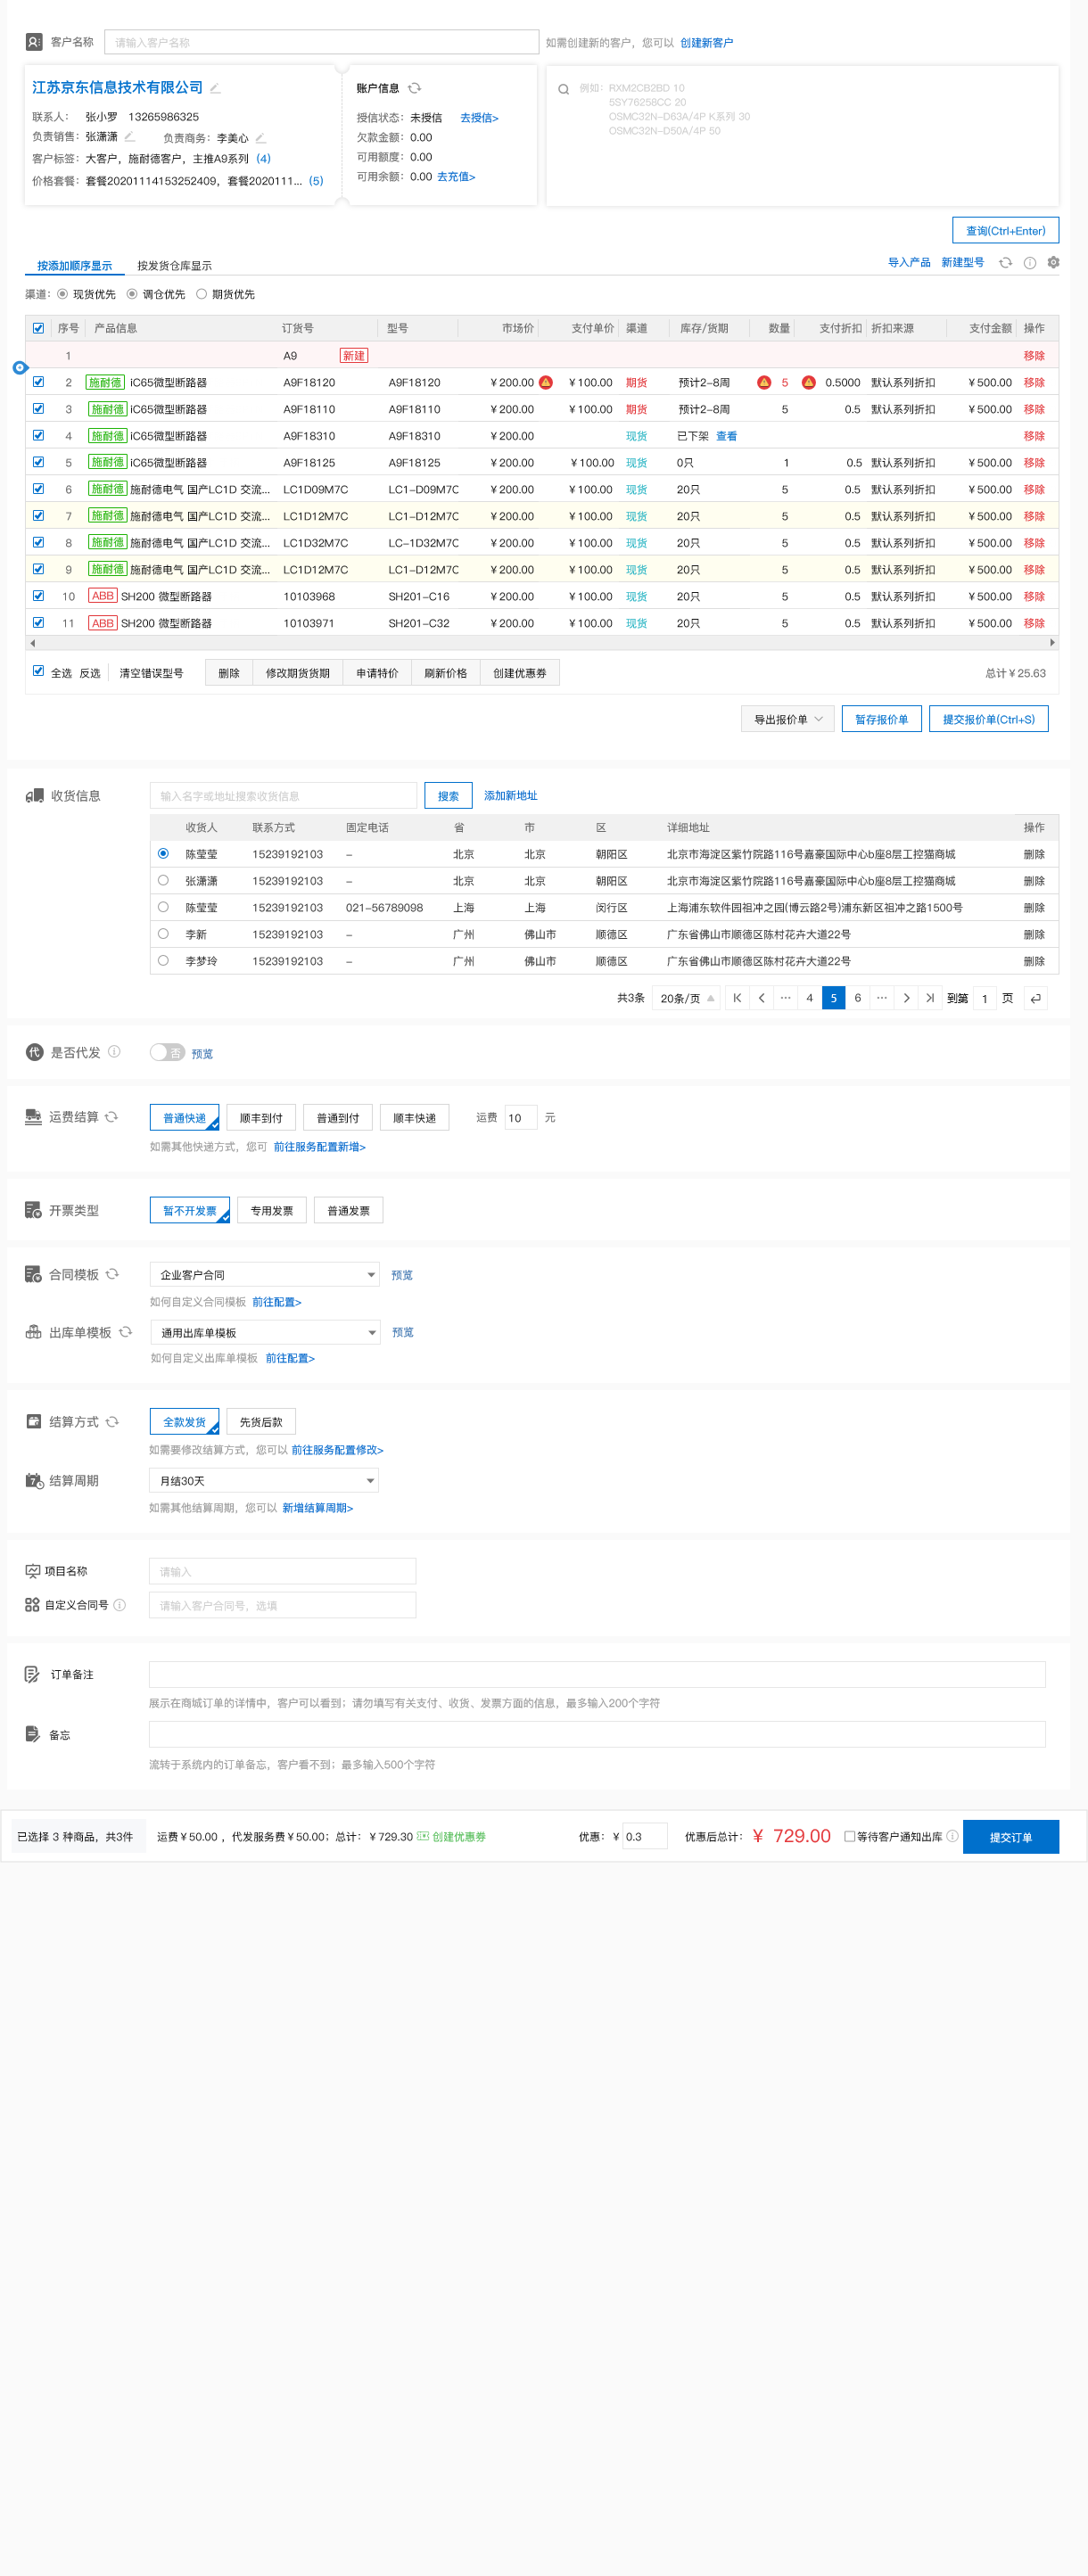 客户名称 请输入客户名称 如需创建新的客户，您可以 创建新客户
江苏京东信息技术有限公司
联系人： 张小罗 13265986325
负责销售：张潇潇 负责商务：李美心
客户标签：大客户，施耐德客户，主推A9系列 (4)
价格套餐：套餐20201114153252409，套餐2020111... (5)
账户信息
授信状态：未授信 去授信>
欠款金额：0.00
可用额度：0.00
可用余额：0.00 去充值>
例如：RXM2CB2BD 10
5SY76258CC 20
OSMC32N-D63A/4P K系列 30
OSMC32N-D50A/4P 50
查询(Ctrl+Enter)
按添加顺序显示 按发货仓库显示 导入产品 新建型号
渠道： 现货优先 调仓优先 期货优先
序号 产品信息 订货号 型号 市场价 支付单价 渠道 库存/货期 数量 支付折扣 折扣来源 支付金额 操作
1 A9 新建 移除
2 施耐德 iC65微型断路器 A9F18120 A9F18120 ¥200.00 ¥100.00 期货 预计2-8周 5 0.5000 默认系列折扣 ¥500.00 移除
3 施耐德 iC65微型断路器 A9F18110 A9F18110 ¥200.00 ¥100.00 期货 预计2-8周 5 0.5 默认系列折扣 ¥500.00 移除
4 施耐德 iC65微型断路器 A9F18310 A9F18310 ¥200.00 现货 已下架 查看 移除
5 施耐德 iC65微型断路器 A9F18125 A9F18125 ¥200.00 ¥100.00 现货 0只 1 0.5 默认系列折扣 ¥500.00 移除
6 施耐德 施耐德电气 国产LC1D 交流... LC1D09M7C LC1-D09M7C ¥200.00 ¥100.00 现货 20只 5 0.5 默认系列折扣 ¥500.00 移除
7 施耐德 施耐德电气 国产LC1D 交流... LC1D12M7C LC1-D12M7C ¥200.00 ¥100.00 现货 20只 5 0.5 默认系列折扣 ¥500.00 移除
8 施耐德 施耐德电气 国产LC1D 交流... LC1D32M7C LC-1D32M7C ¥200.00 ¥100.00 现货 20只 5 0.5 默认系列折扣 ¥500.00 移除
9 施耐德 施耐德电气 国产LC1D 交流... LC1D12M7C LC1-D12M7C ¥200.00 ¥100.00 现货 20只 5 0.5 默认系列折扣 ¥500.00 移除
10 ABB SH200 微型断路器 10103968 SH201-C16 ¥200.00 ¥100.00 现货 20只 5 0.5 默认系列折扣 ¥500.00 移除
11 ABB SH200 微型断路器 10103971 SH201-C32 ¥200.00 ¥100.00 现货 20只 5 0.5 默认系列折扣 ¥500.00 移除
全选 反选 清空错误型号 删除 修改期货货期 申请特价 刷新价格 创建优惠券 总计¥25.63
导出报价单 暂存报价单 提交报价单(Ctrl+S)
收货信息 输入名字或地址搜索收货信息 搜索 添加新地址
收货人 联系方式 固定电话 省 市 区 详细地址 操作
陈莹莹 15239192103 - 北京 北京 朝阳区 北京市海淀区紫竹院路116号嘉豪国际中心b座8层工控猫商城 删除
张潇潇 15239192103 - 北京 北京 朝阳区 北京市海淀区紫竹院路116号嘉豪国际中心b座8层工控猫商城 删除
陈莹莹 15239192103 021-56789098 上海 上海 闵行区 上海浦东软件园祖冲之园(博云路2号)浦东新区祖冲之路1500号 删除
李新 15239192103 - 广州 佛山市 顺德区 广东省佛山市顺德区陈村花卉大道22号 删除
李梦玲 15239192103 - 广州 佛山市 顺德区 广东省佛山市顺德区陈村花卉大道22号 删除
共3条 20条/页 ··· 4 5 6 ··· 到第 1 页
代 是否代发 否 预览
运费结算 普通快递 顺丰到付 普通到付 顺丰快递 运费 10 元
如需其他快递方式，您可 前往服务配置新增>
开票类型 暂不开发票 专用发票 普通发票
合同模板 企业客户合同 预览
如何自定义合同模板 前往配置>
出库单模板 通用出库单模板 预览
如何自定义出库单模板 前往配置>
结算方式 全款发货 先货后款
如需要修改结算方式，您可以 前往服务配置修改>
结算周期 月结30天
如需其他结算周期，您可以 新增结算周期>
项目名称 请输入
自定义合同号 请输入客户合同号，选填
订单备注
展示在商城订单的详情中，客户可以看到；请勿填写有关支付、收货、发票方面的信息，最多输入200个字符
备忘
流转于系统内的订单备忘，客户看不到；最多输入500个字符
已选择 3 种商品，共3件 运费¥50.00 ，代发服务费¥50.00；总计：¥729.30 创建优惠券 优惠：¥ 0.3 优惠后总计：¥ 729.00 等待客户通知出库 提交订单